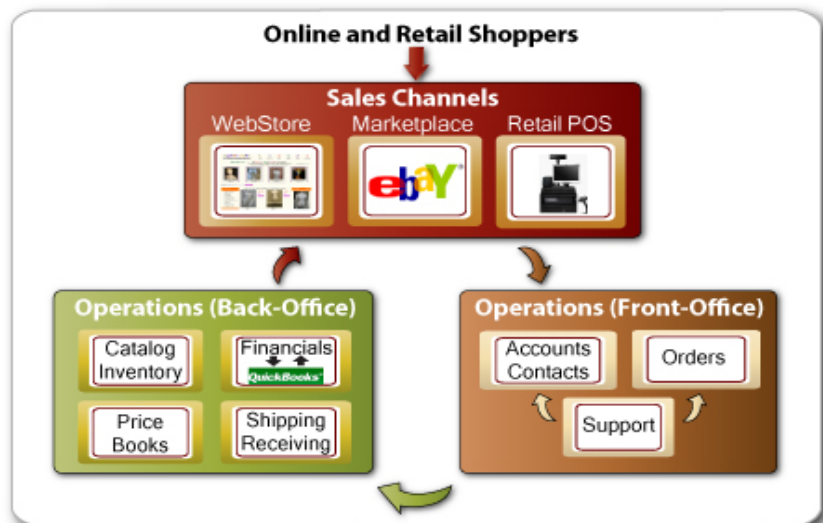 Online and Retail Shoppers
Sales Channels
WebStore
Marketplace
Retail POS
ebaY®
Operations (Back-Office)
Catalog
Inventory
Financials
QuickBooks™
Price
Books
Shipping
Receiving
Operations (Front-Office)
Accounts
Contacts
Orders
Support